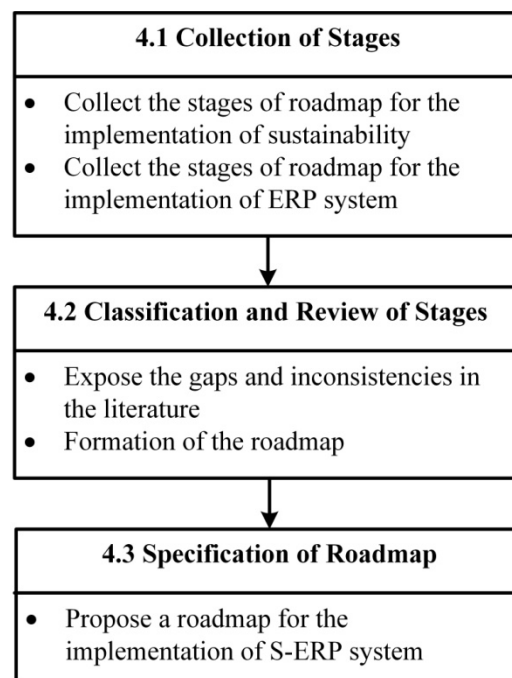 4.1 Collection of Stages
• Collect the stages of roadmap for the
implementation of sustainability
• Collect the stages of roadmap for the
implementation of ERP system
4.2 Classification and Review of Stages
• Expose the gaps and inconsistencies in
the literature
• Formation of the roadmap
4.3 Specification of Roadmap
• Propose a roadmap for the
implementation of S-ERP system